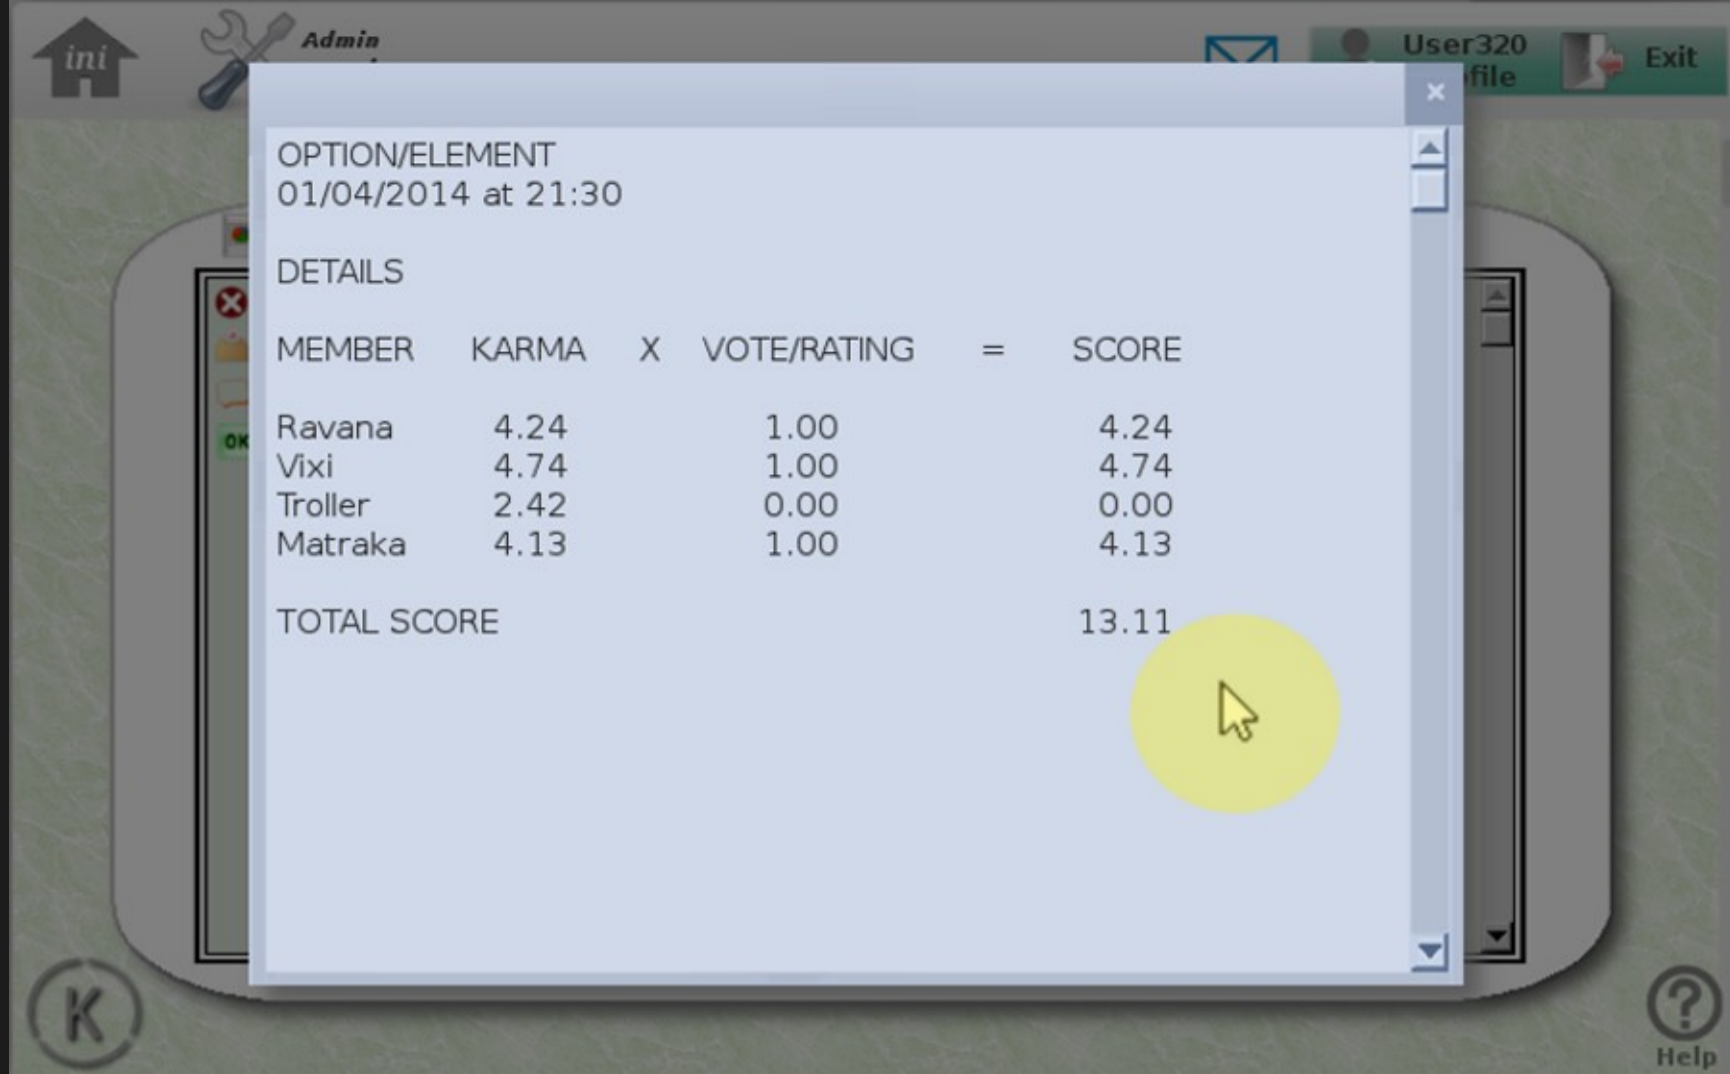 ini
Admin
User320
file
Exit
×
OPTION/ELEMENT
01/04/2014 at 21:30
DETAILS
MEMBER KARMA X VOTE/RATING = SCORE
Ravana 4.24 1.00 4.24
Vixi 4.74 1.00 4.74
Troller 2.42 0.00 0.00
Matraka 4.13 1.00 4.13
TOTAL SCORE 13.11
OK
K
?
Help